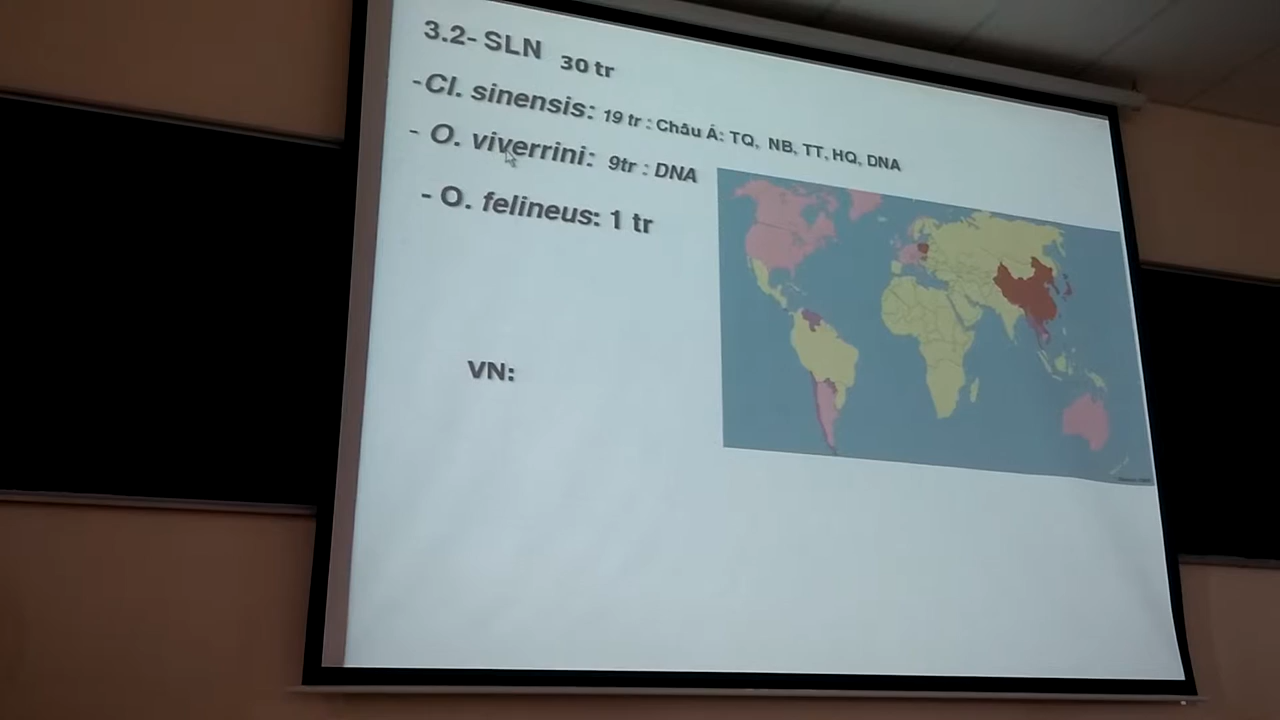 3.2- SLN 30 tr
-Cl. sinensis: 19 tr : Châu Á: TQ, NB, TT, HQ, DNA
- O. viverrini: 9tr : DNA
- O. felineus: 1 tr
VN: